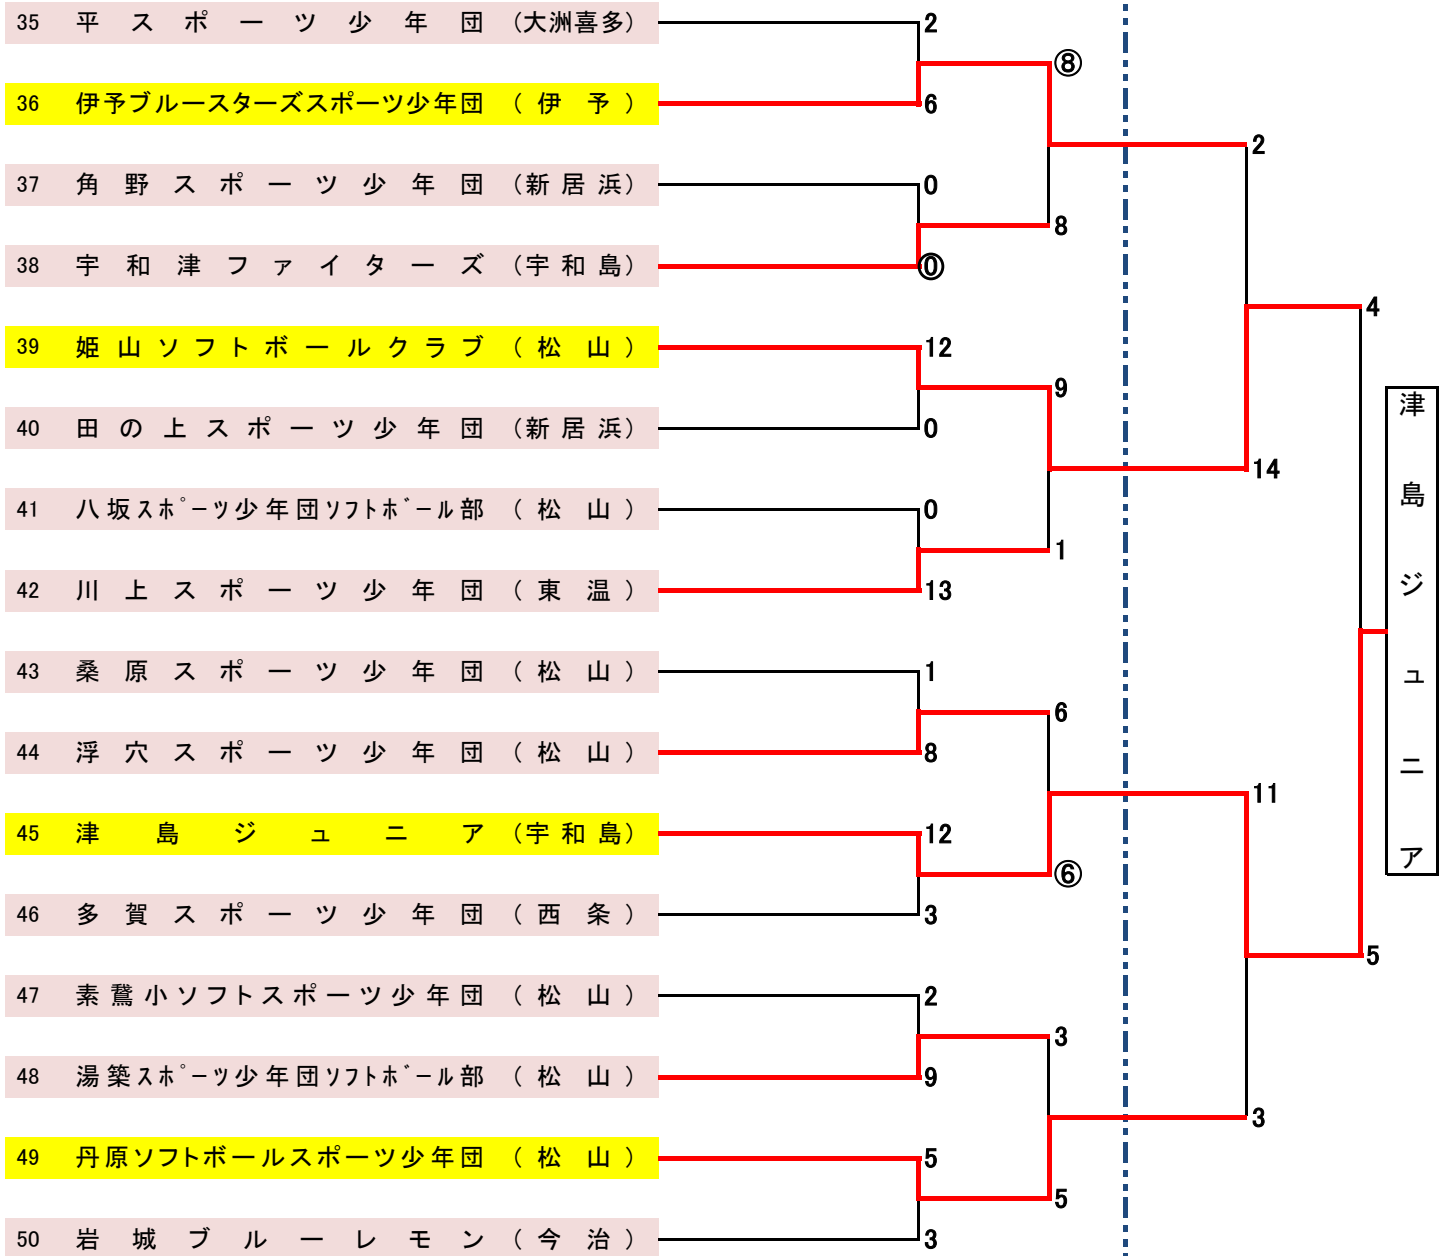 35 平スポーツ少年団 (大洲喜多) 2
⑧
36 伊予ブルースターズスポーツ少年団 (伊予) 6
2
37 角野スポーツ少年団 (新居浜) 0
8
38 宇和津ファイターズ (宇和島) ⓪
4
39 姫山ソフトボールクラブ (松山) 12
9
40 田の上スポーツ少年団 (新居浜) 0
14
41 八坂スポーツ少年団ソフトボール部 (松山) 0
1
42 川上スポーツ少年団 (東温) 13
津島ジュニア
43 桑原スポーツ少年団 (松山) 1
6
44 浮穴スポーツ少年団 (松山) 8
11
45 津島ジュニア (宇和島) 12
⑥
46 多賀スポーツ少年団 (西条) 3
5
47 素鵞小ソフトスポーツ少年団 (松山) 2
3
48 湯築スポーツ少年団ソフトボール部 (松山) 9
3
49 丹原ソフトボールスポーツ少年団 (松山) 5
5
50 岩城ブルーレモン (今治) 3